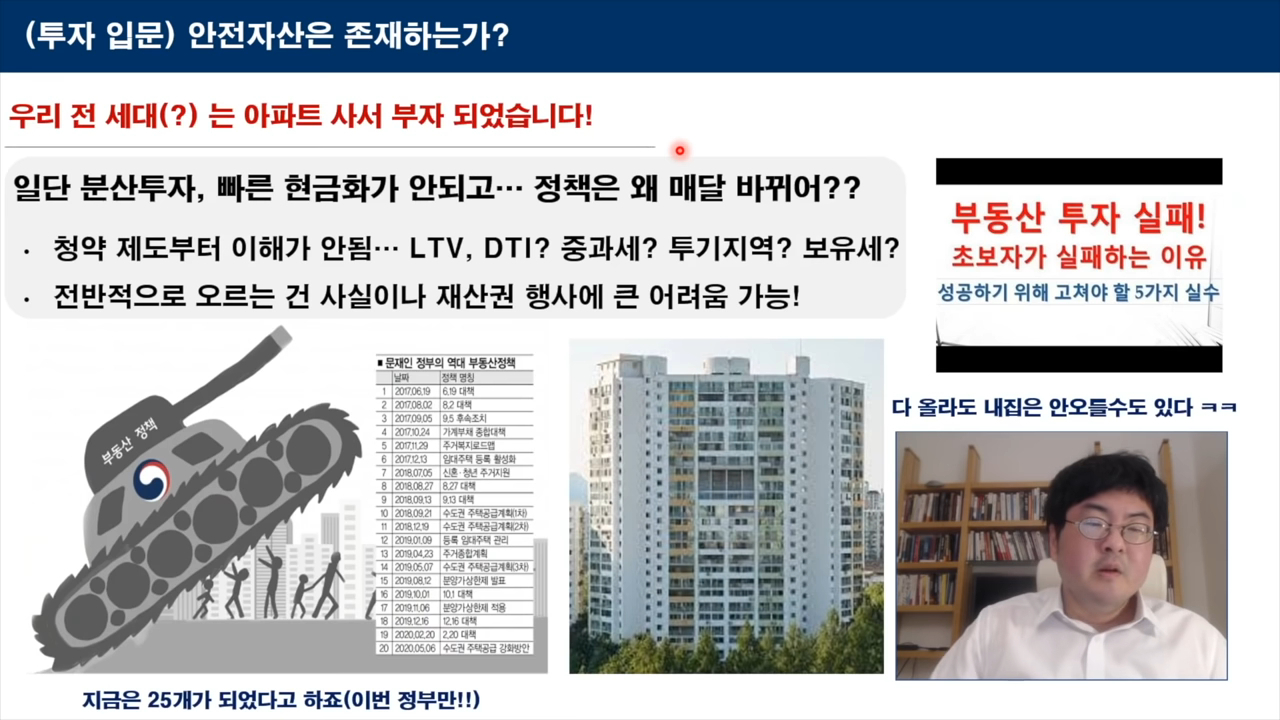 (투자 입문) 안전자산은 존재하는가?
우리 전 세대(?) 는 아파트 사서 부자 되었습니다!
일단 분산투자, 빠른 현금화가 안되고… 정책은 왜 매달 바뀌어??
· 청약 제도부터 이해가 안됨… LTV, DTI? 중과세? 투기지역? 보유세?
· 전반적으로 오르는 건 사실이나 재산권 행사에 큰 어려움 가능!
부동산 투자 실패!
초보자가 실패하는 이유
성공하기 위해 고쳐야 할 5가지 실수
다 올라도 내집은 안오를수도 있다 ㅋㅋ
부동산 정책
■ 문재인 정부의 역대 부동산정책
날짜 정책 명칭
1 2017.06.19 6.19 대책
2 2017.08.02 8.2 대책
3 2017.09.05 9.5 후속조치
4 2017.10.24 가계부채 종합대책
5 2017.11.29 주거복지로드맵
6 2017.12.13 임대주택 등록 활성화
7 2018.07.05 신혼·청년 주거지원
8 2018.08.27 8.27 대책
9 2018.09.13 9.13 대책
10 2018.09.21 수도권 주택공급계획(1차)
11 2018.12.19 수도권 주택공급계획(2차)
12 2019.01.09 등록 임대주택 관리
13 2019.04.23 주거종합계획
14 2019.05.07 수도권 주택공급계획(3차)
15 2019.08.12 분양가상한제 발표
16 2019.10.01 10.1 대책
17 2019.11.06 분양가상한제 적용
18 2019.12.16 12.16 대책
19 2020.02.20 2.20 대책
20 2020.05.06 수도권 주택공급 강화방안
지금은 25개가 되었다고 하죠(이번 정부만!!)